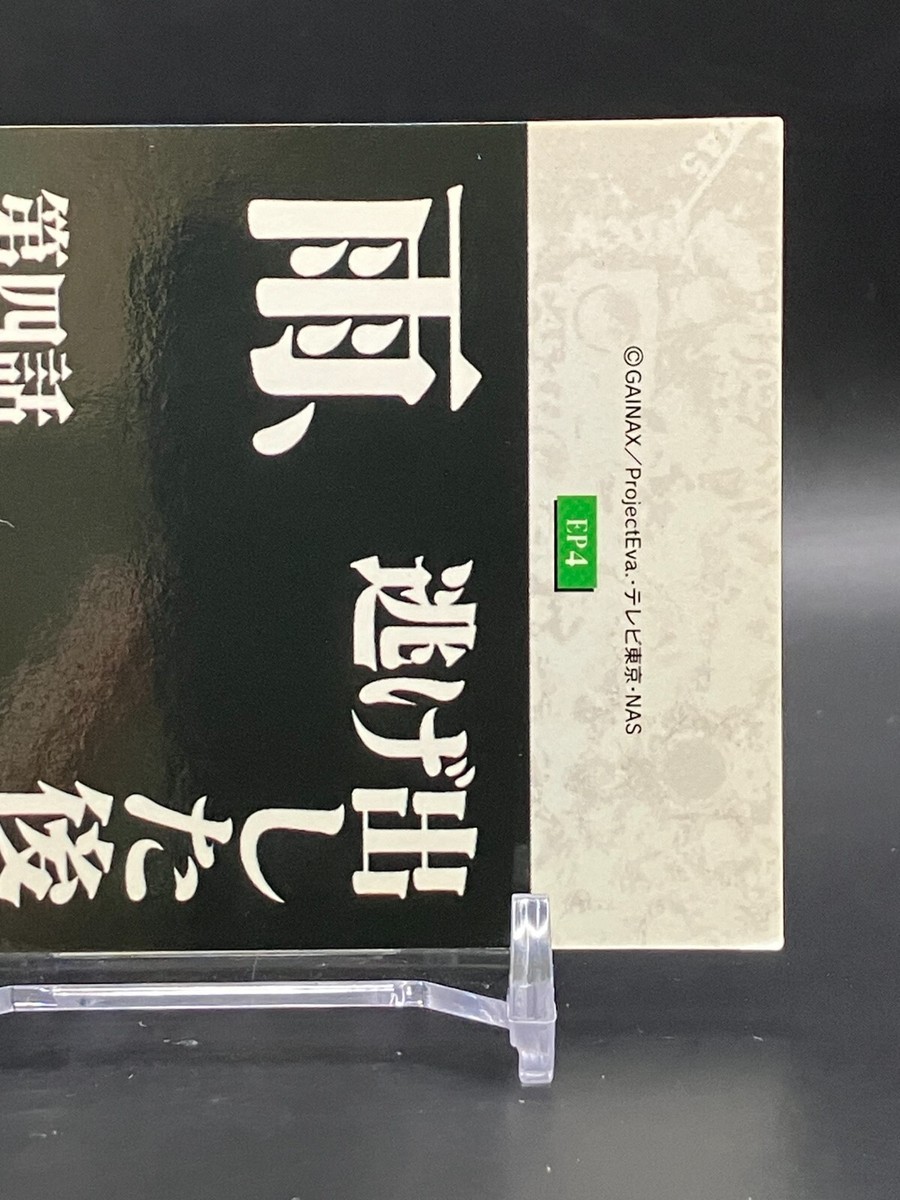 ©GAINAX／ProjectEva.・テレビ東京・NAS
EP4
雨、逃げ出
し
た
後
第四話